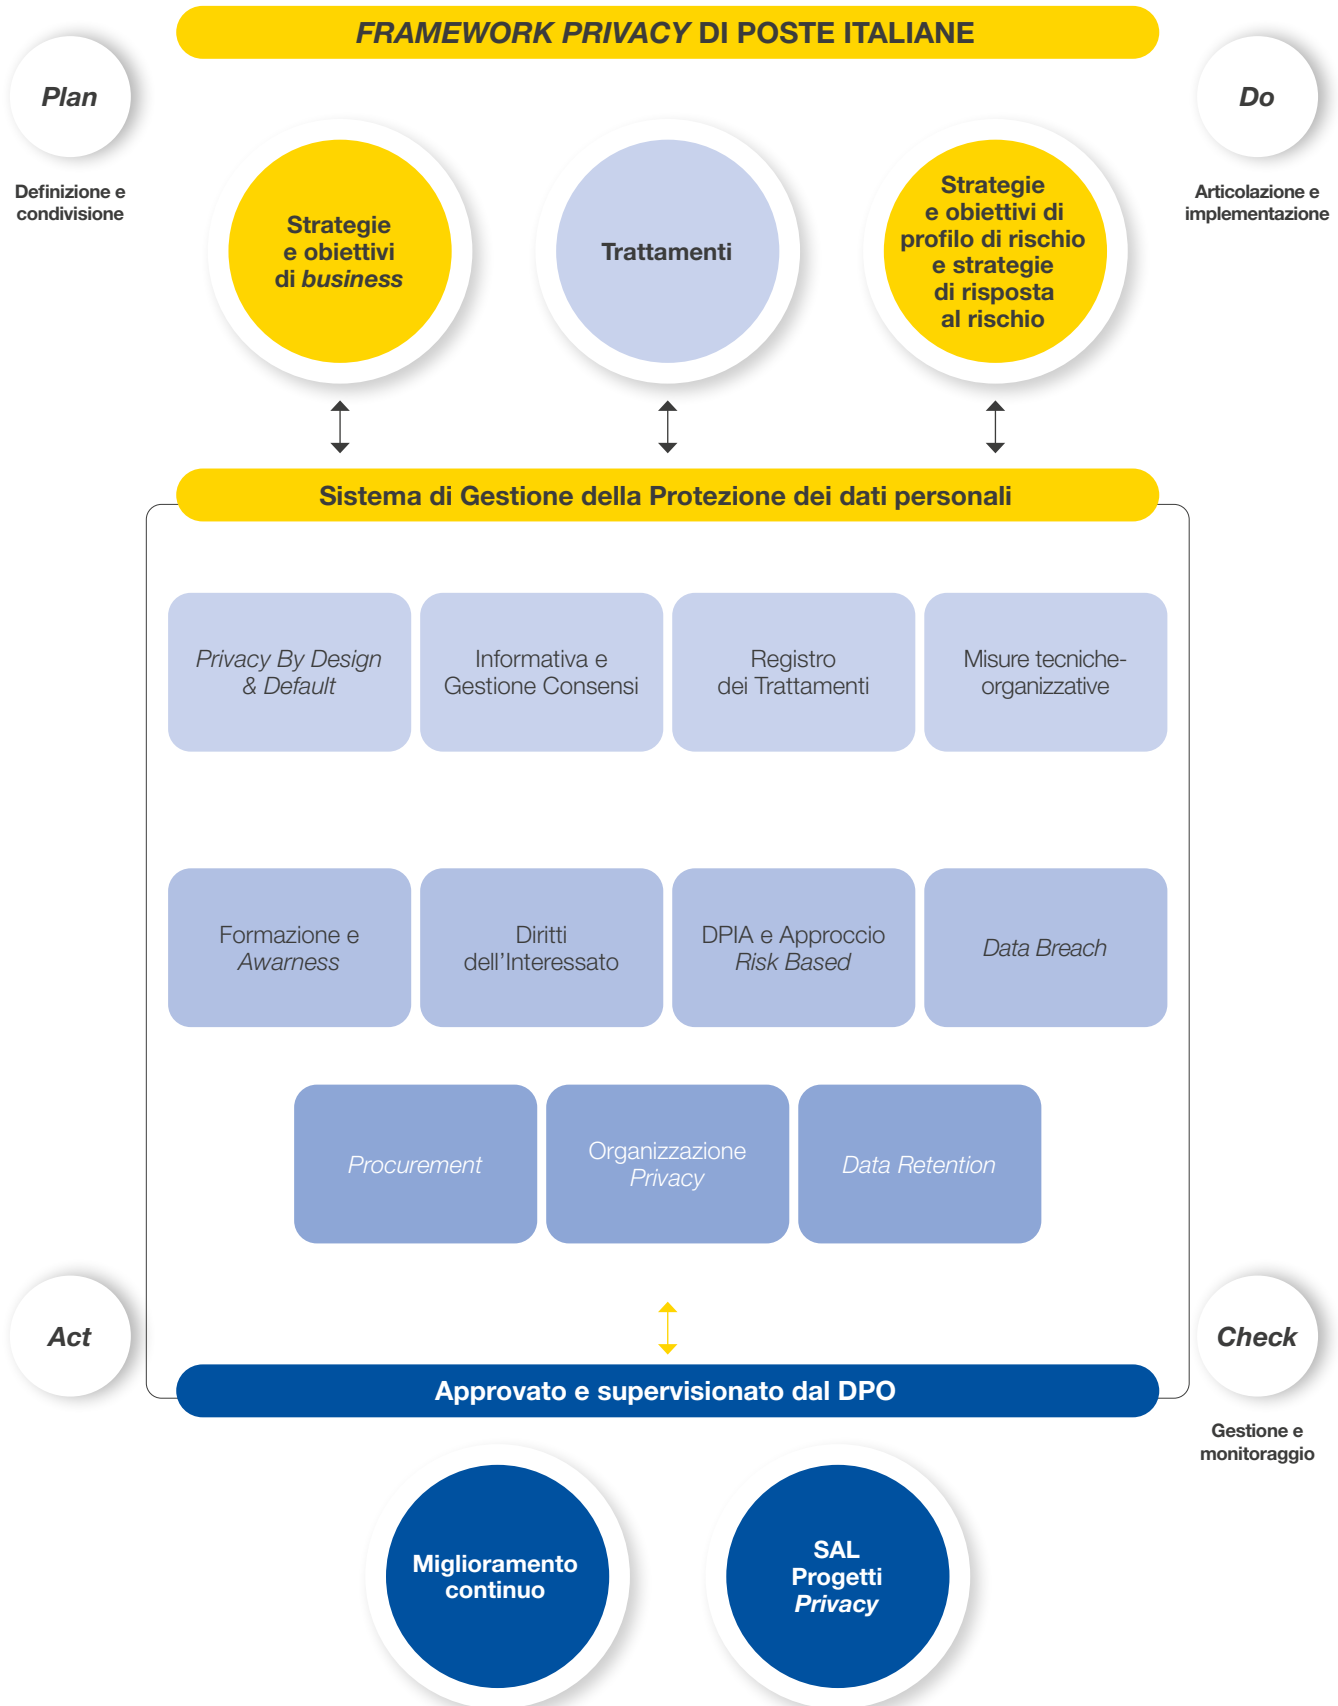 FRAMEWORK PRIVACY DI POSTE ITALIANE
Plan
Definizione e
condivisione
Do
Articolazione e
implementazione
Strategie
e obiettivi
di business
Trattamenti
Strategie
e obiettivi di
profilo di rischio
e strategie
di risposta
al rischio
Sistema di Gestione della Protezione dei dati personali
Privacy By Design
& Default
Informativa e
Gestione Consensi
Registro
dei Trattamenti
Misure tecniche-
organizzative
Formazione e
Awarness
Diritti
dell'Interessato
DPIA e Approccio
Risk Based
Data Breach
Procurement
Organizzazione
Privacy
Data Retention
Act
Check
Gestione e
monitoraggio
Approvato e supervisionato dal DPO
Miglioramento
continuo
SAL
Progetti
Privacy